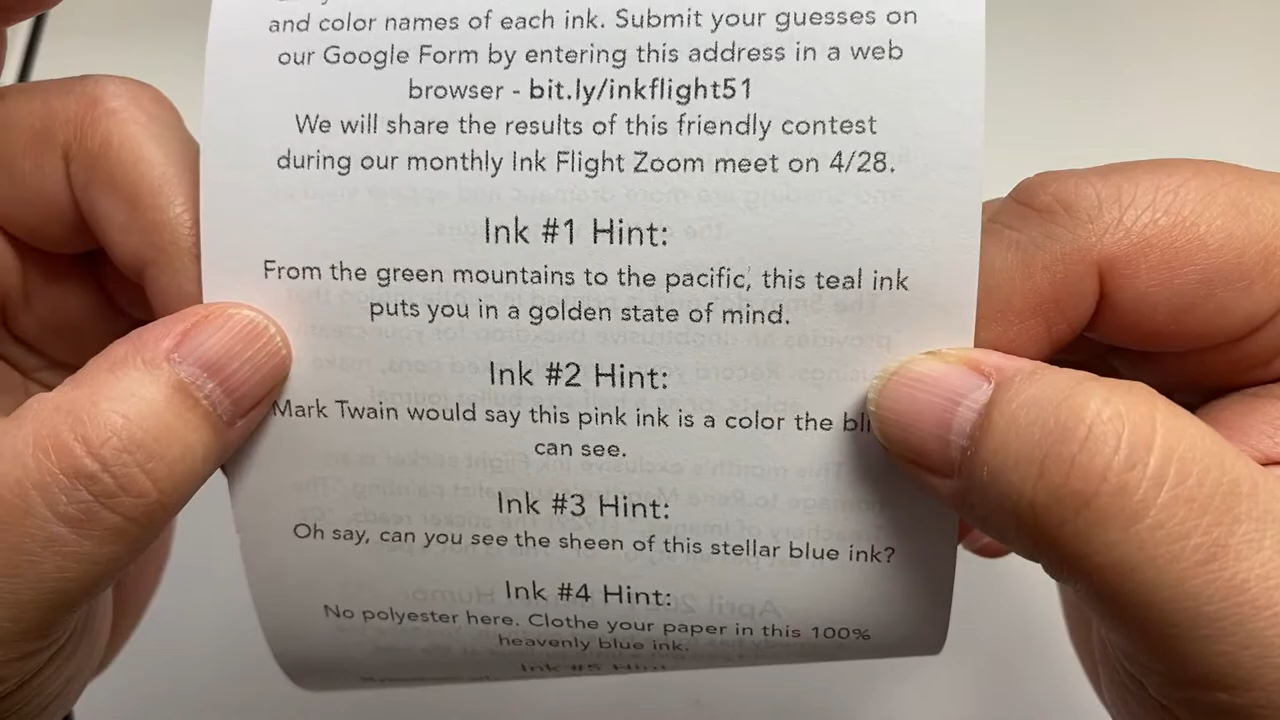 and color names of each ink. Submit your guesses on
our Google Form by entering this address in a web
browser - bit.ly/inkflight51
We will share the results of this friendly contest
during our monthly Ink Flight Zoom meet on 4/28.
Ink #1 Hint:
From the green mountains to the pacific, this teal ink
puts you in a golden state of mind.
Ink #2 Hint:
Mark Twain would say this pink ink is a color the
can see.
Ink #3 Hint:
Oh say, can you see the sheen of this stellar blue ink?
Ink #4 Hint:
No polyester here. Clothe your paper in this 100%
heavenly blue ink.
Ink #5 Hint: